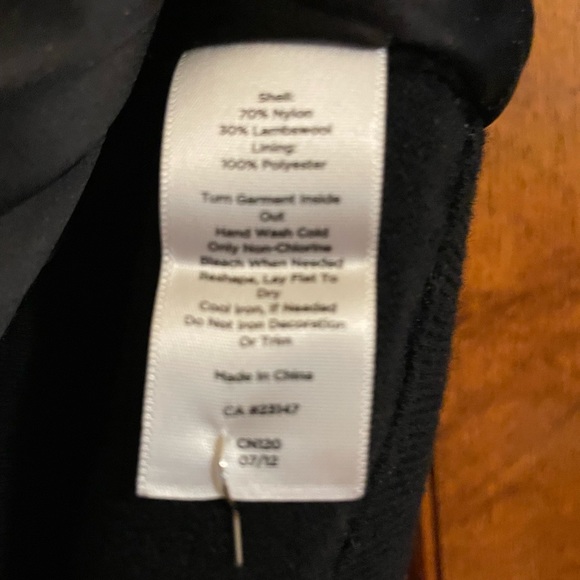 Shell:
70% Nylon
30% Lambswool
Lining:
100% Polyester
Turn Garment Inside
Out
Hand Wash Cold
Only Non-Chlorine
Bleach When Needed
Reshape, Lay Flat To
Dry
Cool Iron, If Needed
Do Not Iron Decoration
Or Trim
Made In China
CA #23147
CN120
07/12